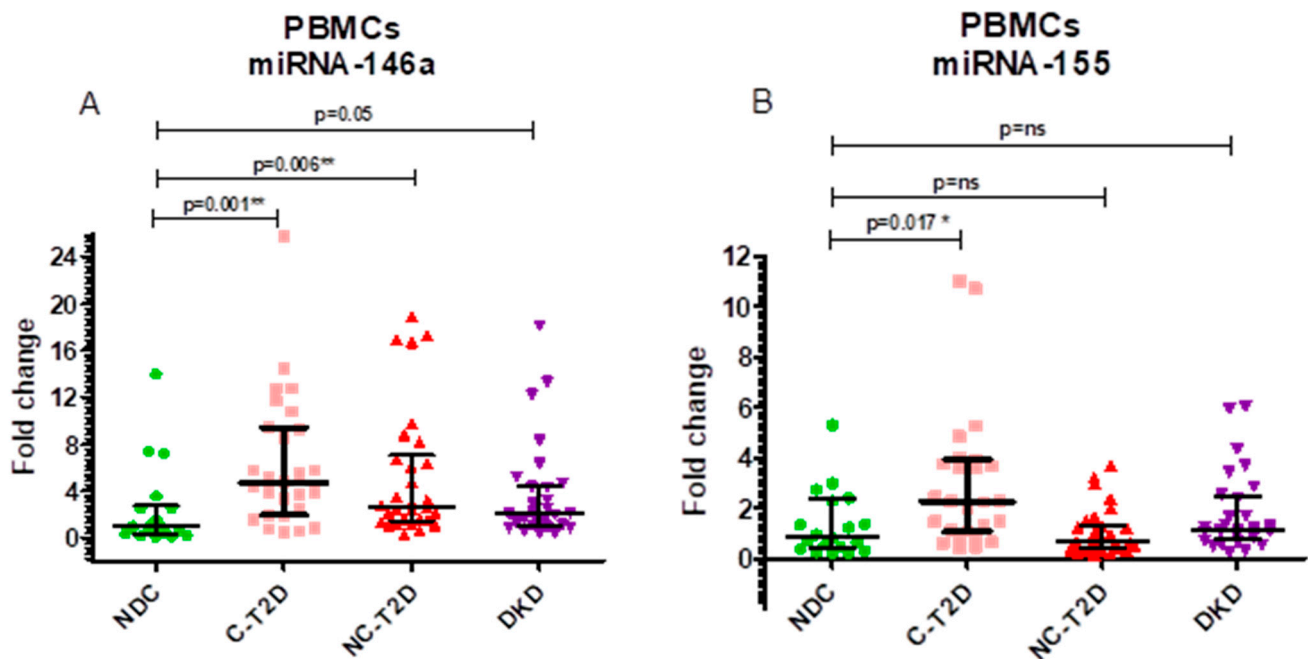 PBMCs
miRNA-146a
A
p=0.05
p=0.006**
p=0.001**
Fold change
24
20
16
12
8
4
0
NDC
C-T2D
NC-T2D
DKD
PBMCs
miRNA-155
B
p=ns
p=ns
p=0.017 *
Fold change
12
10
8
6
4
2
0
NDC
C-T2D
NC-T2D
DKD